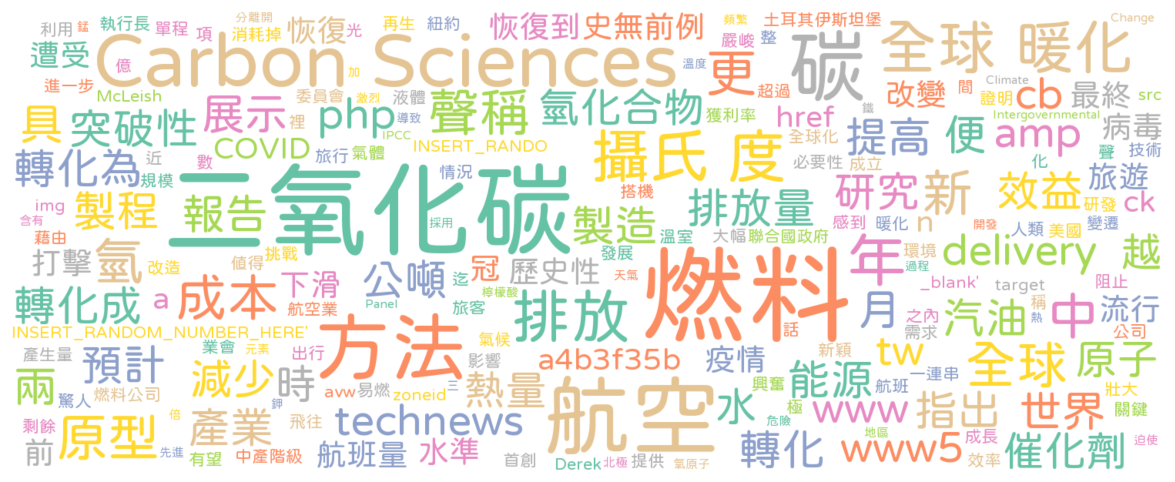 利用 錳 執行長 單程 項 分離開 消耗掉 恢復 光 再生 紐約 頻繁 恢復到 史無前例 土耳其伊斯坦堡 Change
遭受 Carbon Sciences 加 溫度 嚴峻 整 更 碳 全球 暖化
進一步 億 McLeish 委員會 激烈 液體 導致 IPCC 超過 改變 間 Climate 證明 cb 最終 src
具 突破性 展示 php 聲稱 氫化合物 獲利率 href 全球化 鐵 提高 便 Intergovernmental amp 病毒
COVID 裡 旅行 氣體 INSERT_RANDO 攝氏 度 必要性 成立 化 聲 技術
轉化為 近 規模 數 情況 搭機 研究 新 效益 旅遊 研發 ck
img 含有 製程 報告 二氧化碳 採用 製造 排放量 感到 暖化 n 人類 美國 變遷
藉由 打擊 氫 改造 值得 挑戰 發展 溫室 大幅 聯合國政府 年 環境 過程 開發 delivery 越
轉化成 a 成本 下滑 航空業 公噸 迄 冠 歷史性 天氣 燃料 月 _blank' target 阻止
INSERT_RANDOM_NUMBER_HERE' Panel 旅客 檸檬酸 排放 話 之內 需求 汽油 稱 熱 中 流行 公司
產生量 預計 業會 元素 出行 方法 氣候 影響 a4b3f35b 疫情 新穎 tw 全球 原子
兩 驚人 燃料公司 減少 倍 時 鉀 avw 易燃 zoneid 三 熱量 航空 水 興奮 能源 航班 一連串 極 危險 壯大 關鍵
剩餘 前 原型 先進 產業 有望 飛往 中產階級 technews 航班量 水準 首創 Derek 北極 提供 氫原子 轉化 www 地區 www5 指出 成長 效率 世界 催化劑 迫使